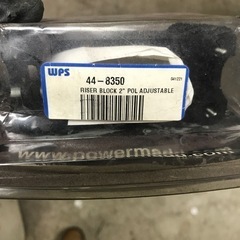 WPS
44-8350
RISER BLOCK 2" POL ADJUSTABLE
www.powermadd.com